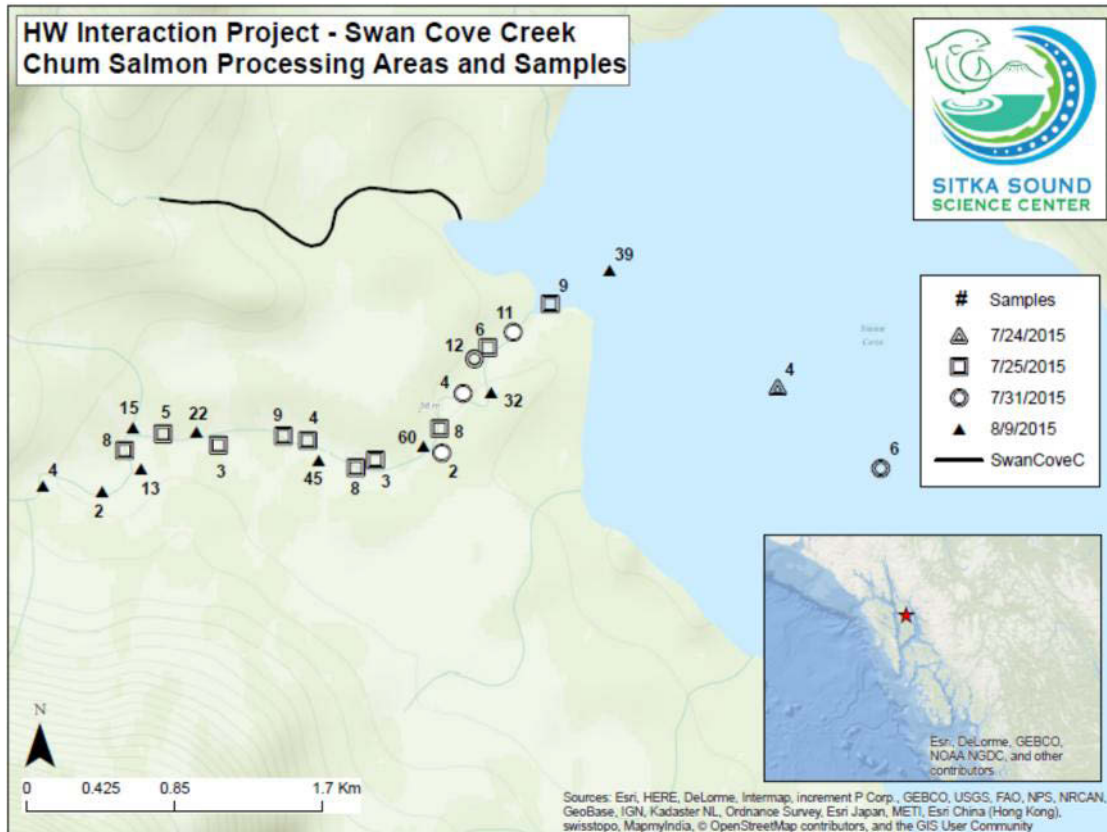 HW Interaction Project - Swan Cove Creek
Chum Salmon Processing Areas and Samples
SITKA SOUND
SCIENCE CENTER
# Samples
7/24/2015
7/25/2015
7/31/2015
8/9/2015
SwanCoveC
Swan
Cove
39
9
11
6
12
4
4
32
6
15
5
22
9
4
8
60
8
3
2
4
45
8
3
2
13
N
0 0.425 0.85 1.7 Km
Esri, DeLorme, GEBCO,
NOAA NGDC, and other
contributors
Sources: Esri, HERE, DeLorme, Intermap, increment P Corp., GEBCO, USGS, FAO, NPS, NRCAN,
GeoBase, IGN, Kadaster NL, Ordnance Survey, Esri Japan, METI, Esri China (Hong Kong),
swisstopo, MapmyIndia, © OpenStreetMap contributors, and the GIS User Community